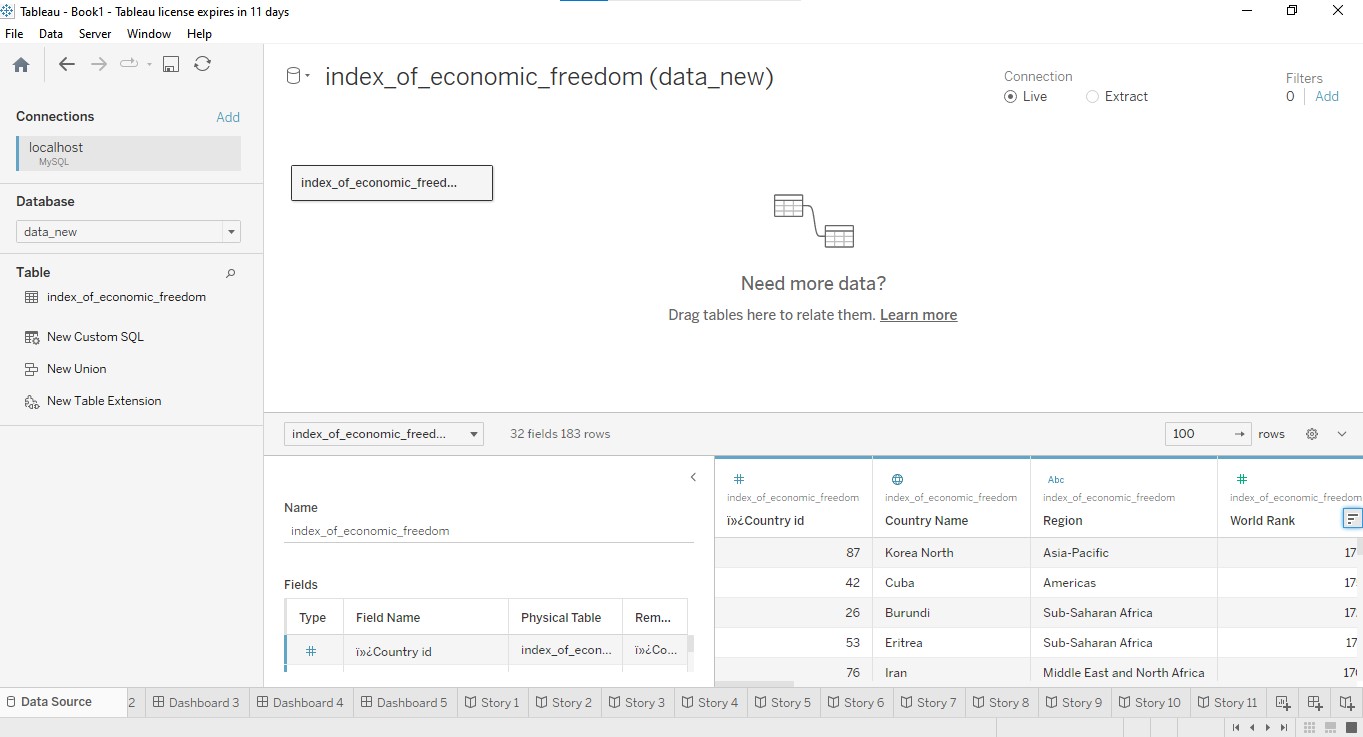 Tableau - Book1 - Tableau license expires in 11 days
File Data Server Window Help
Connections Add
localhost
MySQL
Database
data_new
Table
index_of_economic_freedom
New Custom SQL
New Union
New Table Extension
index_of_economic_freedom (data_new)
Connection
Live Extract
Filters
0 Add
index_of_economic_freed...
Need more data?
Drag tables here to relate them. Learn more
index_of_economic_freed... 32 fields 183 rows 100 rows
Name
index_of_economic_freedom
Fields
Type Field Name Physical Table Rem...
# ï»¿Country id index_of_econ... ï»¿Co...
# Abc #
index_of_economic_freedom index_of_economic_freedom index_of_economic_freedom index_of_economic_freedom
ï»¿Country id Country Name Region World Rank
87 Korea North Asia-Pacific
42 Cuba Americas
26 Burundi Sub-Saharan Africa
53 Eritrea Sub-Saharan Africa
76 Iran Middle East and North Africa
Data Source 2 Dashboard 3 Dashboard 4 Dashboard 5 Story 1 Story 2 Story 3 Story 4 Story 5 Story 6 Story 7 Story 8 Story 9 Story 10 Story 11